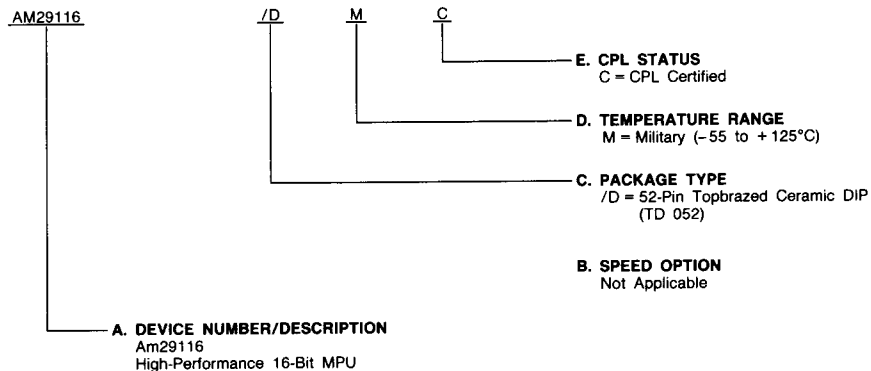 AM29116 /D M C
E. CPL STATUS
C = CPL Certified
D. TEMPERATURE RANGE
M = Military (–55 to +125°C)
C. PACKAGE TYPE
/D = 52-Pin Topbrazed Ceramic DIP
(TD 052)
B. SPEED OPTION
Not Applicable
A. DEVICE NUMBER/DESCRIPTION
Am29116
High-Performance 16-Bit MPU